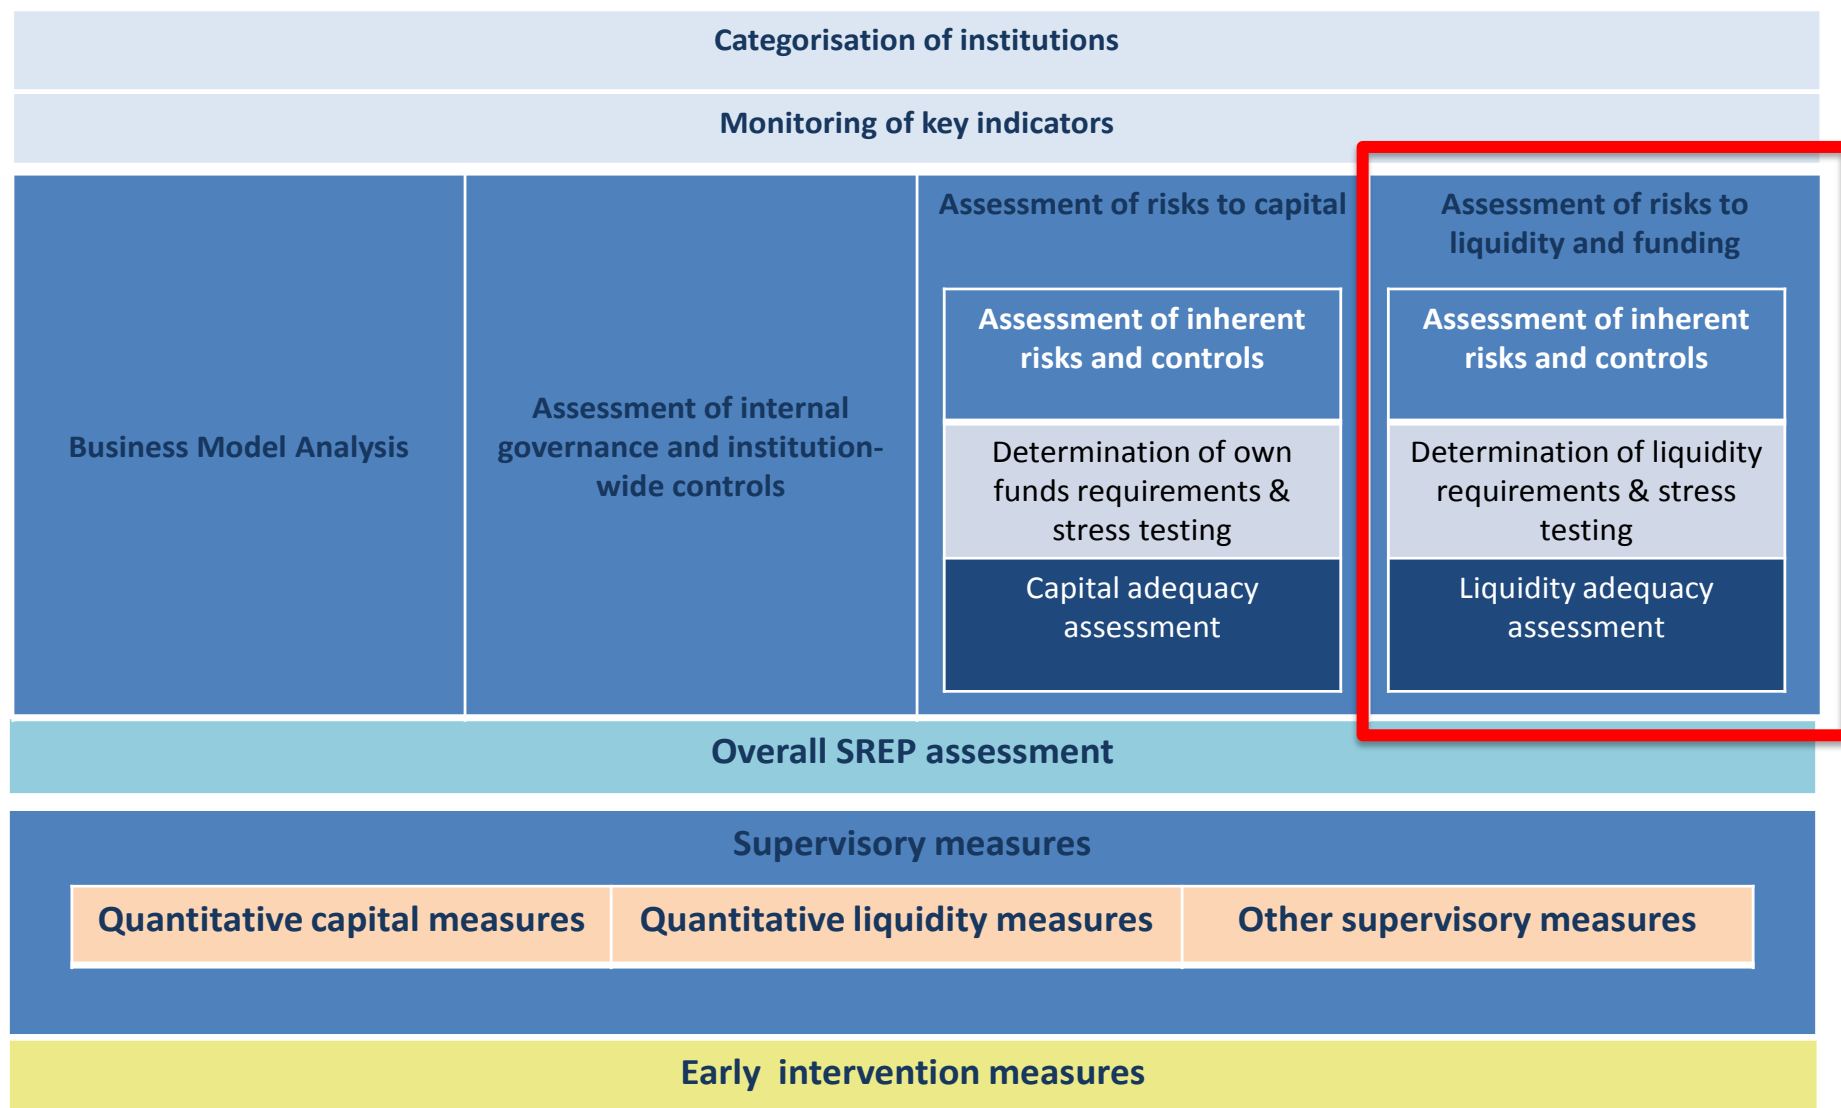 Categorisation of institutions
Monitoring of key indicators
Business Model Analysis
Assessment of internal
governance and institution-
wide controls
Assessment of risks to capital
Assessment of inherent
risks and controls
Determination of own
funds requirements &
stress testing
Capital adequacy
assessment
Assessment of risks to
liquidity and funding
Assessment of inherent
risks and controls
Determination of liquidity
requirements & stress
testing
Liquidity adequacy
assessment
Overall SREP assessment
Supervisory measures
Quantitative capital measures
Quantitative liquidity measures
Other supervisory measures
Early intervention measures